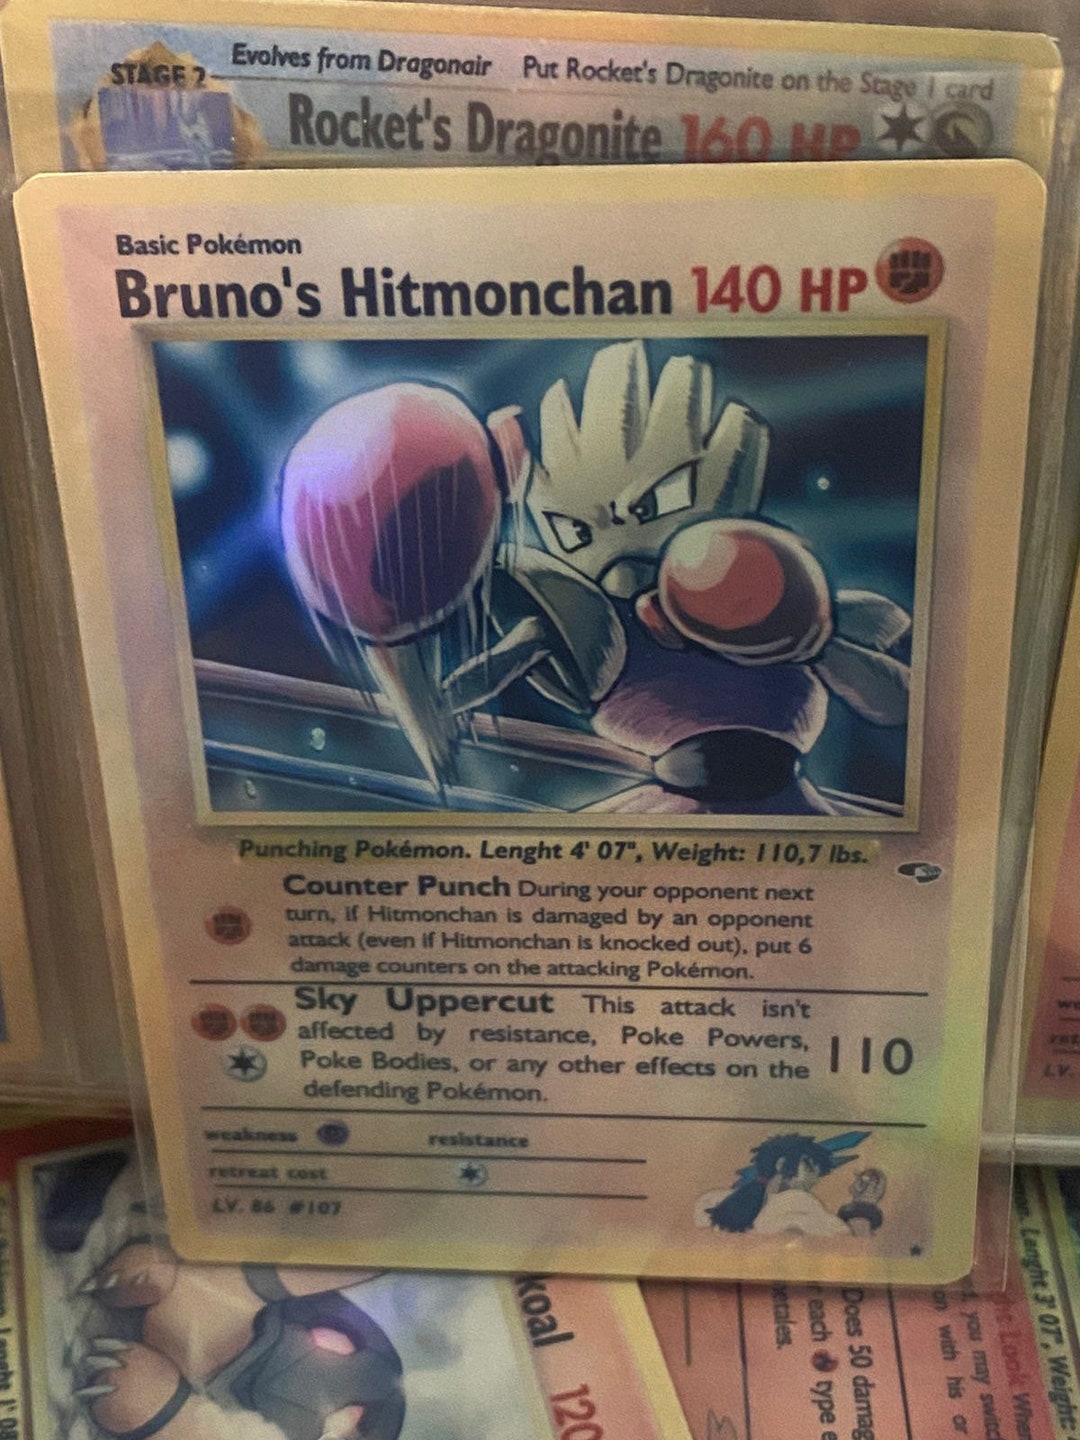 STAGE 2
Evolves from Dragonair
Put Rocket's Dragonite on the Stage 1 card
Rocket's Dragonite 160 HP
Basic Pokémon
Bruno's Hitmonchan 140 HP
Punching Pokémon. Lenght 4' 07", Weight: 110,7 lbs.
Counter Punch During your opponent next
turn, if Hitmonchan is damaged by an opponent
attack (even if Hitmonchan is knocked out), put 6
damage counters on the attacking Pokémon.
Sky Uppercut This attack isn't
affected by resistance, Poke Powers,
Poke Bodies, or any other effects on the
defending Pokémon.
110
weakness
resistance
retreat cost
LV. 86 #107
LV.
koal 120
Does 50 damag
each type e
you may switc
on with his or
Lenght 3' 07", Weight: